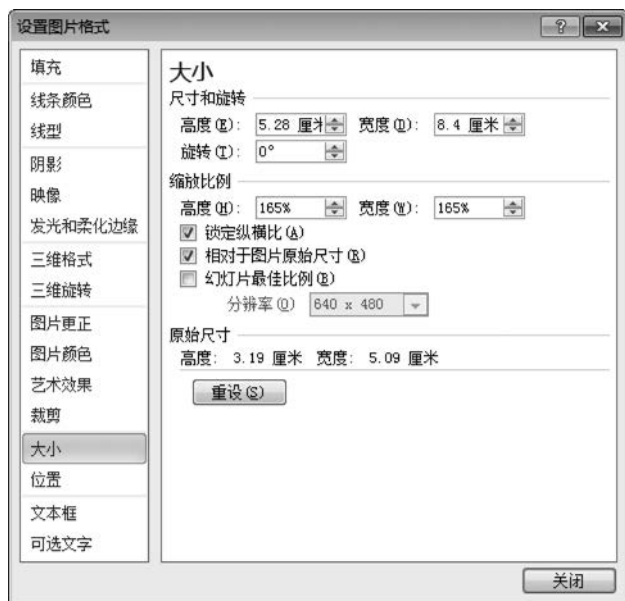 设置图片格式
填充
线条颜色
线型
阴影
映像
发光和柔化边缘
三维格式
三维旋转
图片更正
图片颜色
艺术效果
裁剪
大小
位置
文本框
可选文字
大小
尺寸和旋转
高度(E): 5.28 厘米 宽度(D): 8.4 厘米
旋转(T): 0°
缩放比例
高度(H): 165% 宽度(W): 165%
锁定纵横比(A)
相对于图片原始尺寸(R)
幻灯片最佳比例(B)
分辨率(O) 640 x 480
原始尺寸
高度: 3.19 厘米 宽度: 5.09 厘米
重设(S)
关闭